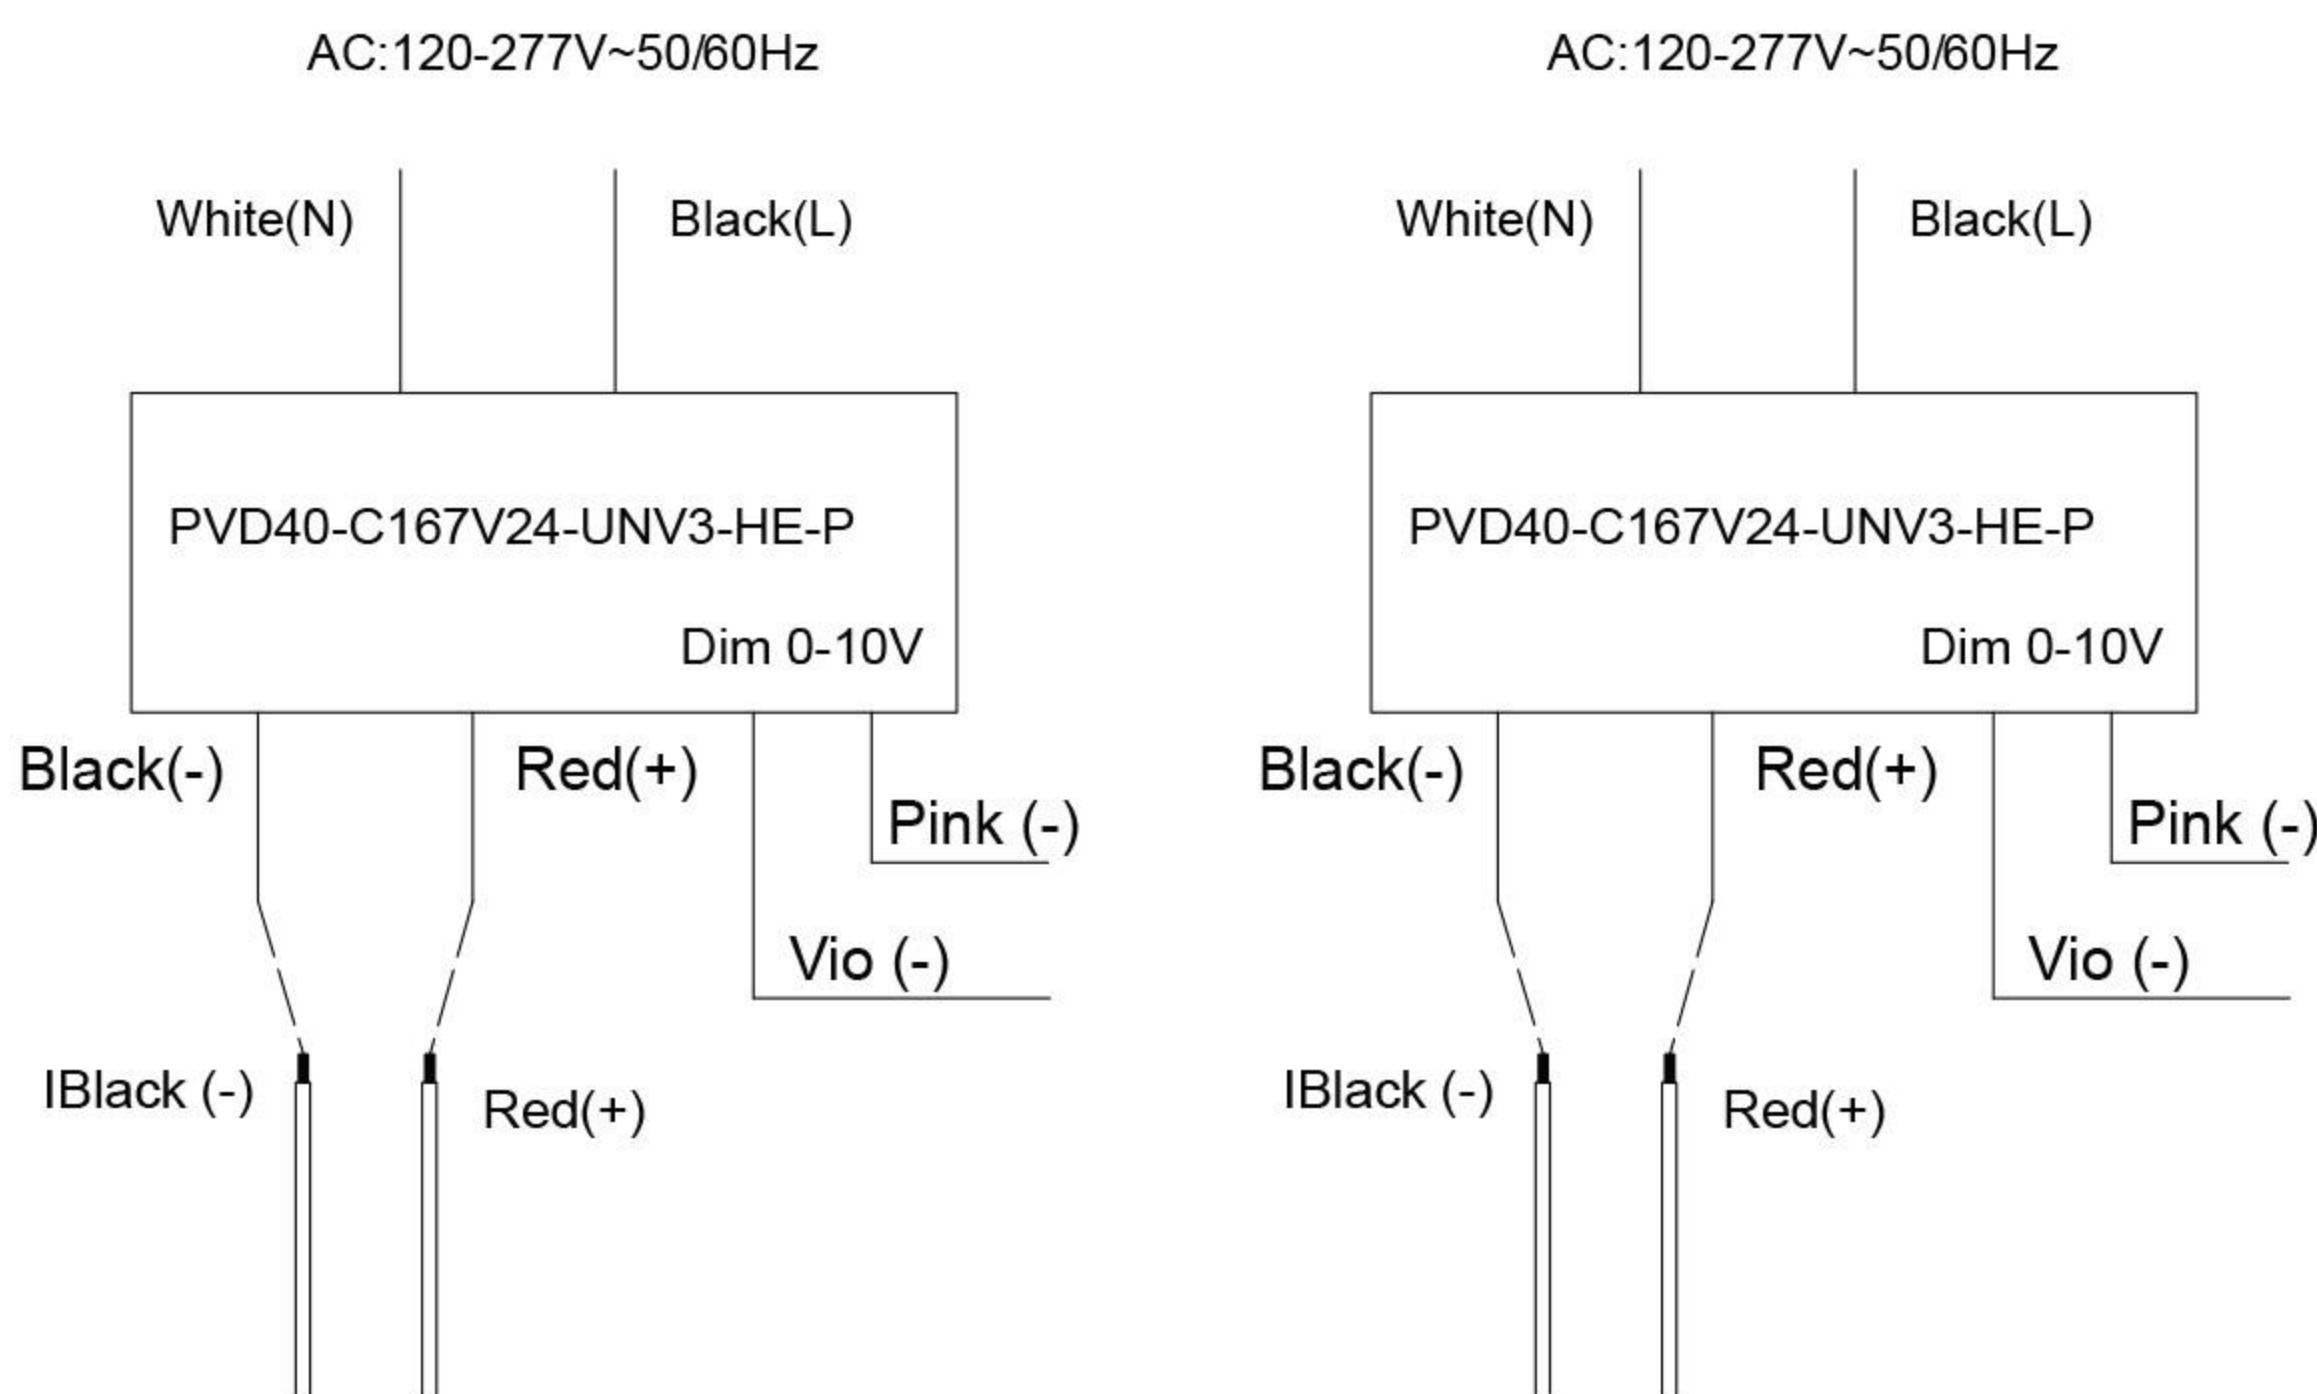 AC:120-277V~50/60Hz
White(N)
Black(L)
PVD40-C167V24-UNV3-HE-P
Dim 0-10V
Black(-)
Red(+)
Pink (-)
Vio (-)
IBlack (-)
Red(+)
AC:120-277V~50/60Hz
White(N)
Black(L)
PVD40-C167V24-UNV3-HE-P
Dim 0-10V
Black(-)
Red(+)
Pink (-)
Vio (-)
IBlack (-)
Red(+)